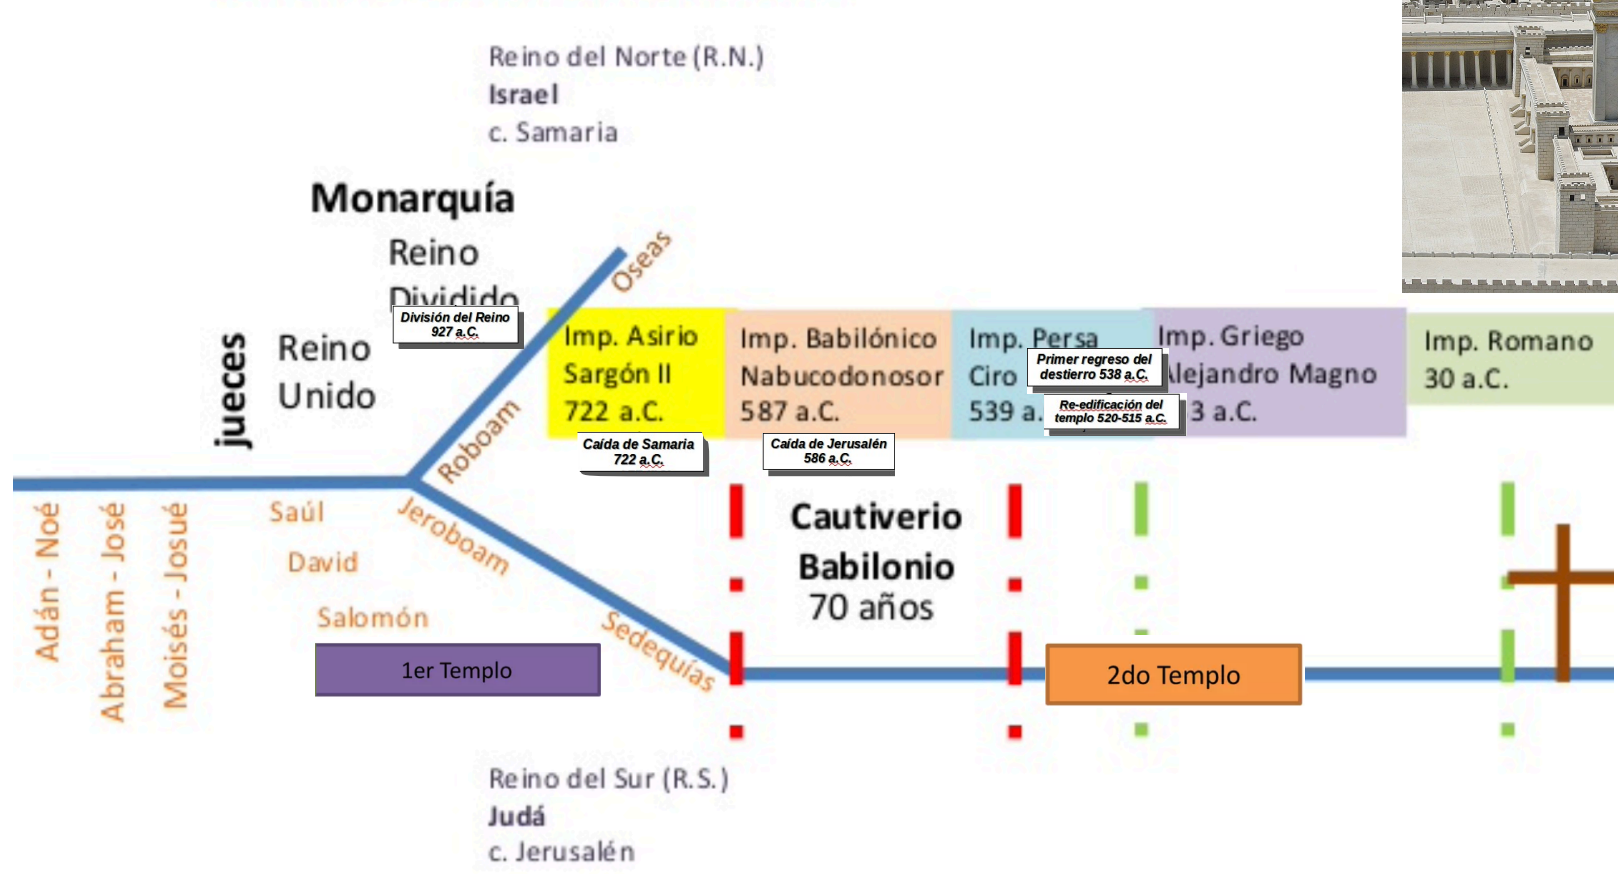 Reino del Norte (R.N.)
Israel
c. Samaria
Monarquía
Reino
Dividido
División del Reino
927 a.C.
jueces
Reino
Unido
Oseas
Roboam
Imp. Asirio
Sargón II
722 a.C.
Caída de Samaria
722 a.C.
Imp. Babilónico
Nabucodonosor
587 a.C.
Caída de Jerusalén
586 a.C.
Imp. Persa
Ciro
539 a.
Primer regreso del
destierro 538 a.C.
Re-edificación del
templo 520-515 a.C.
Imp. Griego
Alejandro Magno
3 a.C.
Imp. Romano
30 a.C.
Adán - Noé
Abraham - José
Moisés - Josué
Saúl
David
Salomón
Jeroboam
Sedequías
Cautiverio
Babilonio
70 años
1er Templo
2do Templo
Reino del Sur (R.S.)
Judá
c. Jerusalén